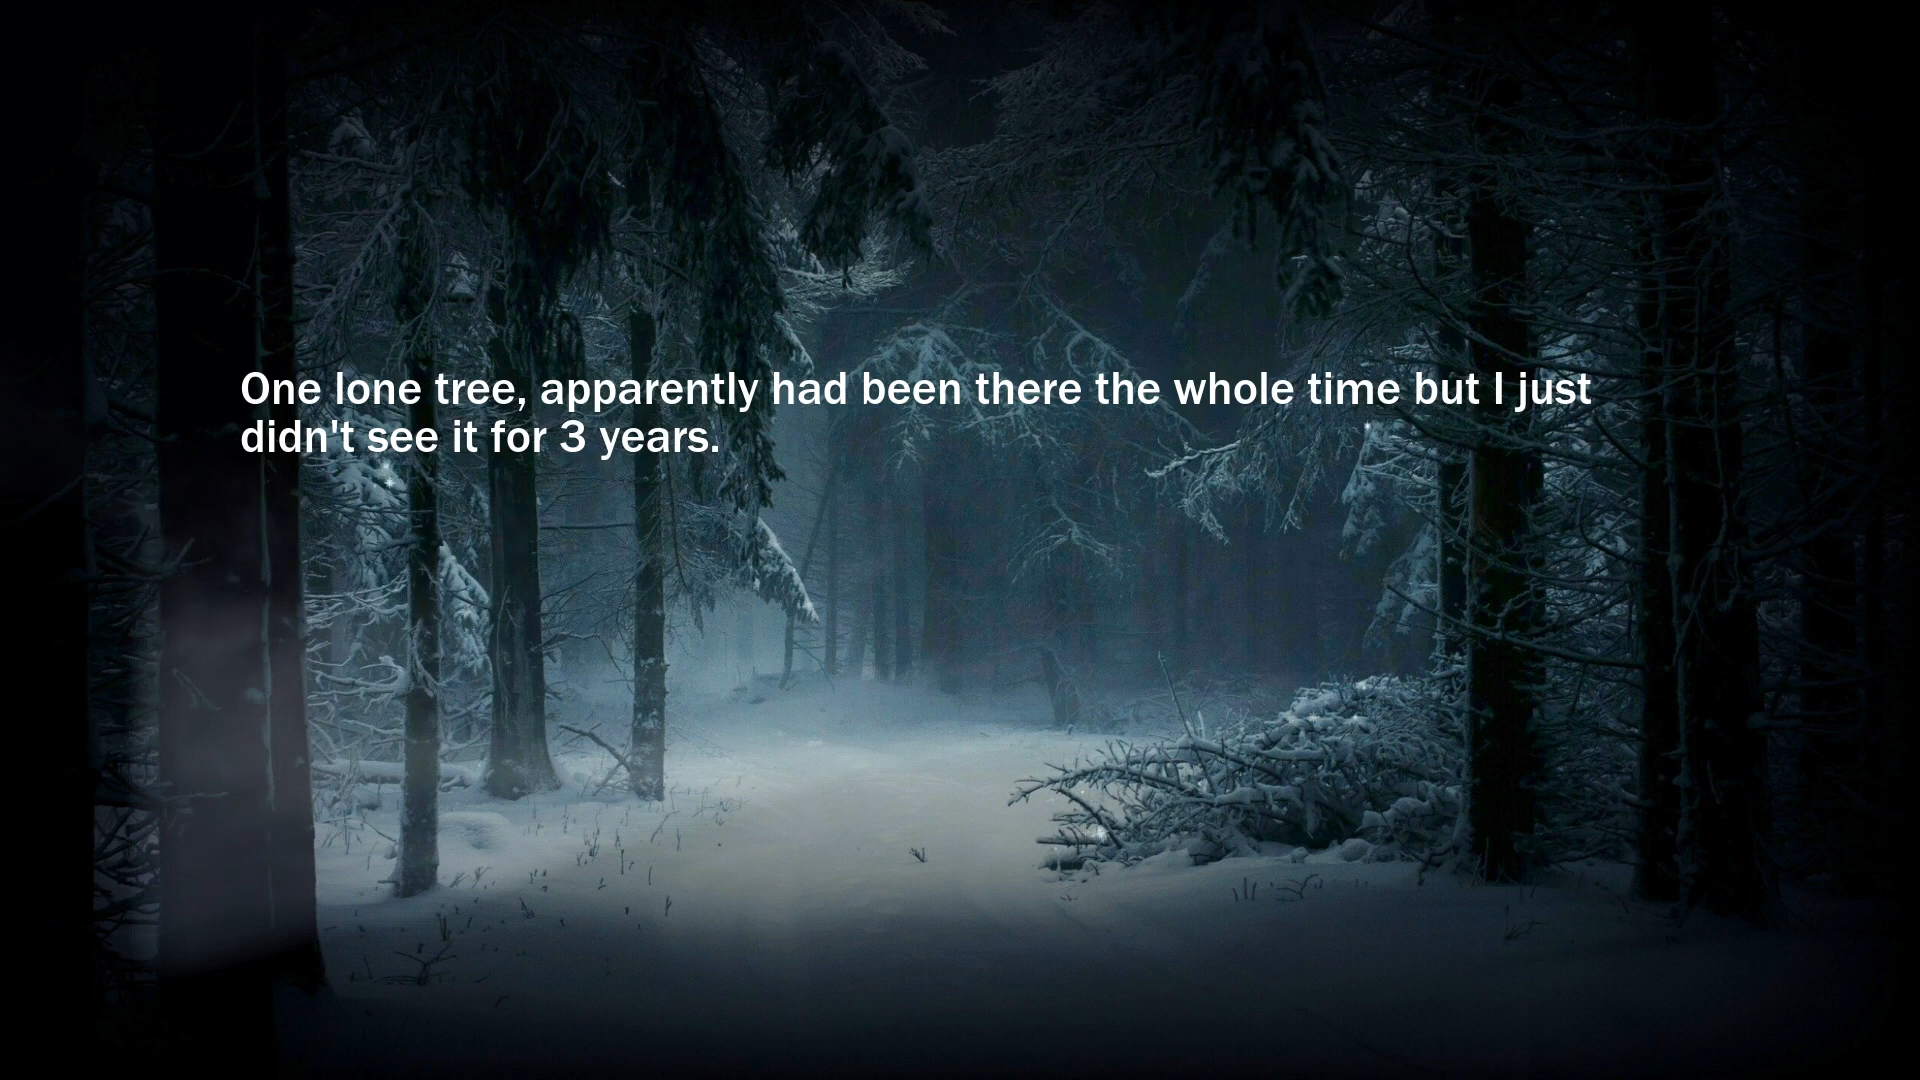 One lone tree, apparently had been there the whole time but I just
didn't see it for 3 years.